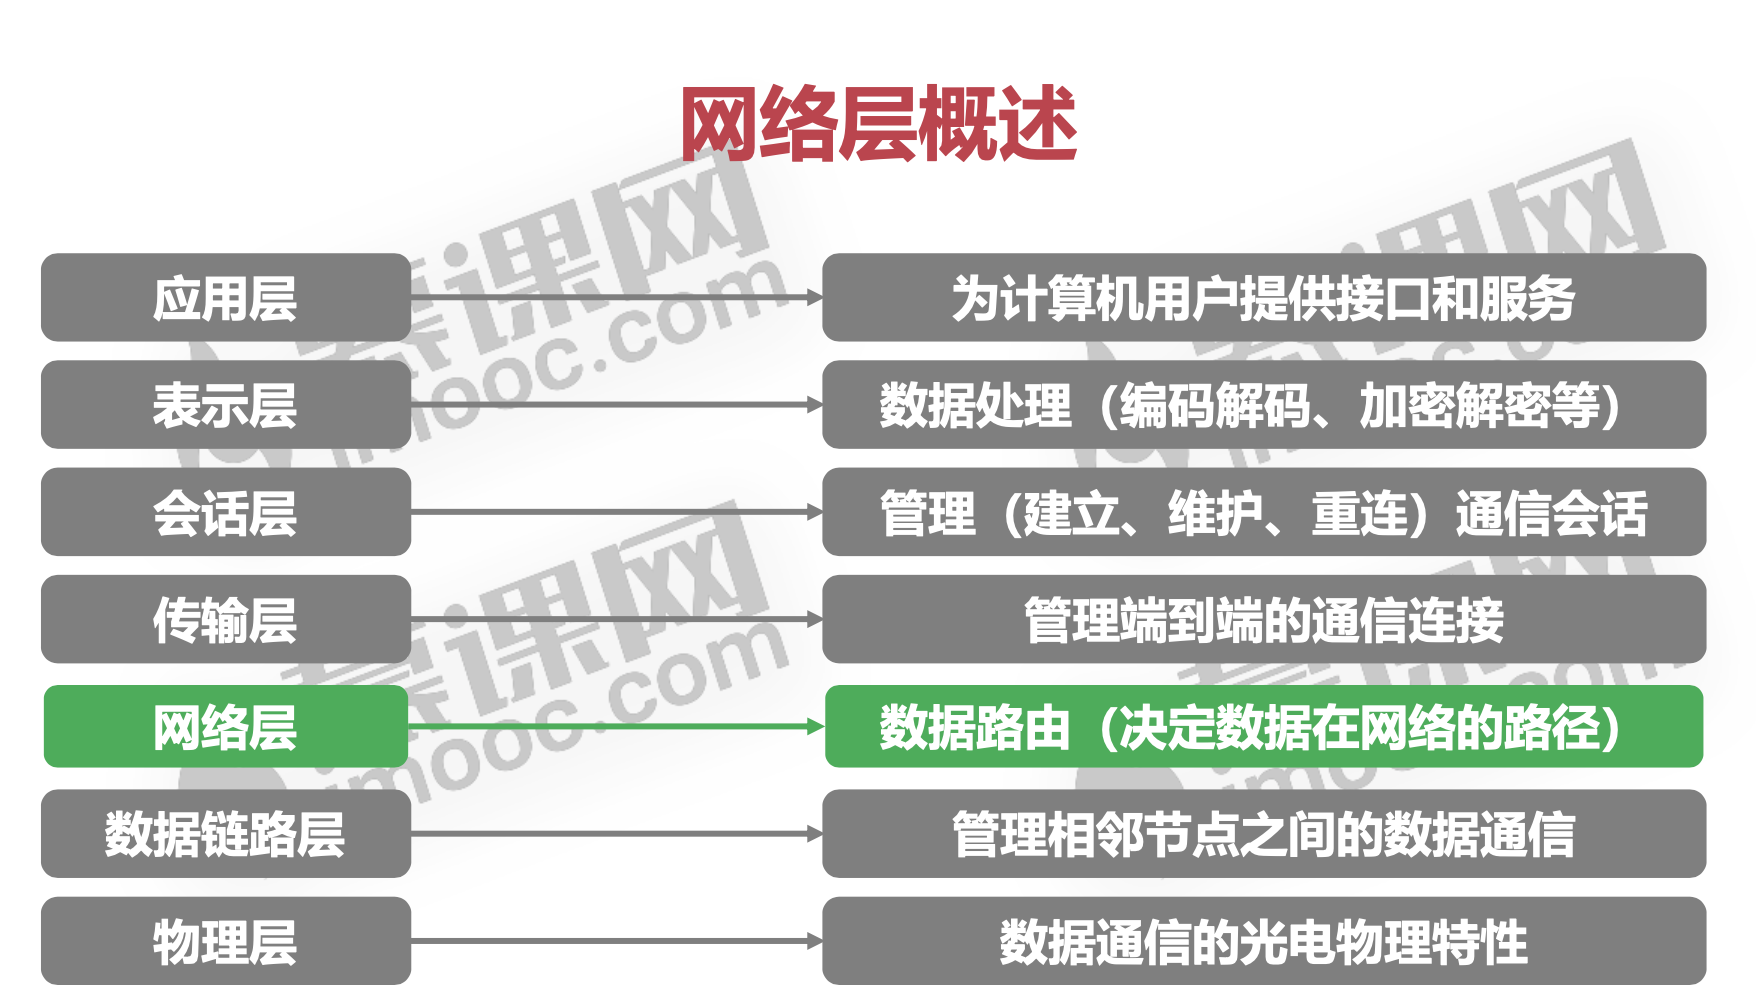 网络层概述
应用层 为计算机用户提供接口和服务
表示层 数据处理（编码解码、加密解密等）
会话层 管理（建立、维护、重连）通信会话
传输层 管理端到端的通信连接
网络层 数据路由（决定数据在网络的路径）
数据链路层 管理相邻节点之间的数据通信
物理层 数据通信的光电物理特性
慕课网
imooc.com
慕课网
imooc.com